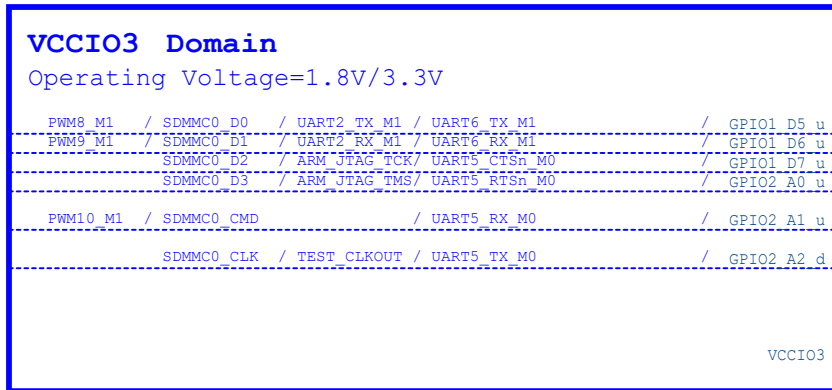 VCCIO3 Domain
Operating Voltage=1.8V/3.3V
PWM8_M1 / SDMMC0_D0 / UART2_TX_M1 / UART6_TX_M1 / GPIO1_D5_u
PWM9_M1 / SDMMC0_D1 / UART2_RX_M1 / UART6_RX_M1 / GPIO1_D6_u
SDMMC0_D2 / ARM_JTAG_TCK/ UART5_CTSn_M0 / GPIO1_D7_u
SDMMC0_D3 / ARM_JTAG_TMS/ UART5_RTSn_M0 / GPIO2_A0_u
PWM10_M1 / SDMMC0_CMD / UART5_RX_M0 / GPIO2_A1_u
SDMMC0_CLK / TEST_CLKOUT / UART5_TX_M0 / GPIO2_A2_d
VCCIO3